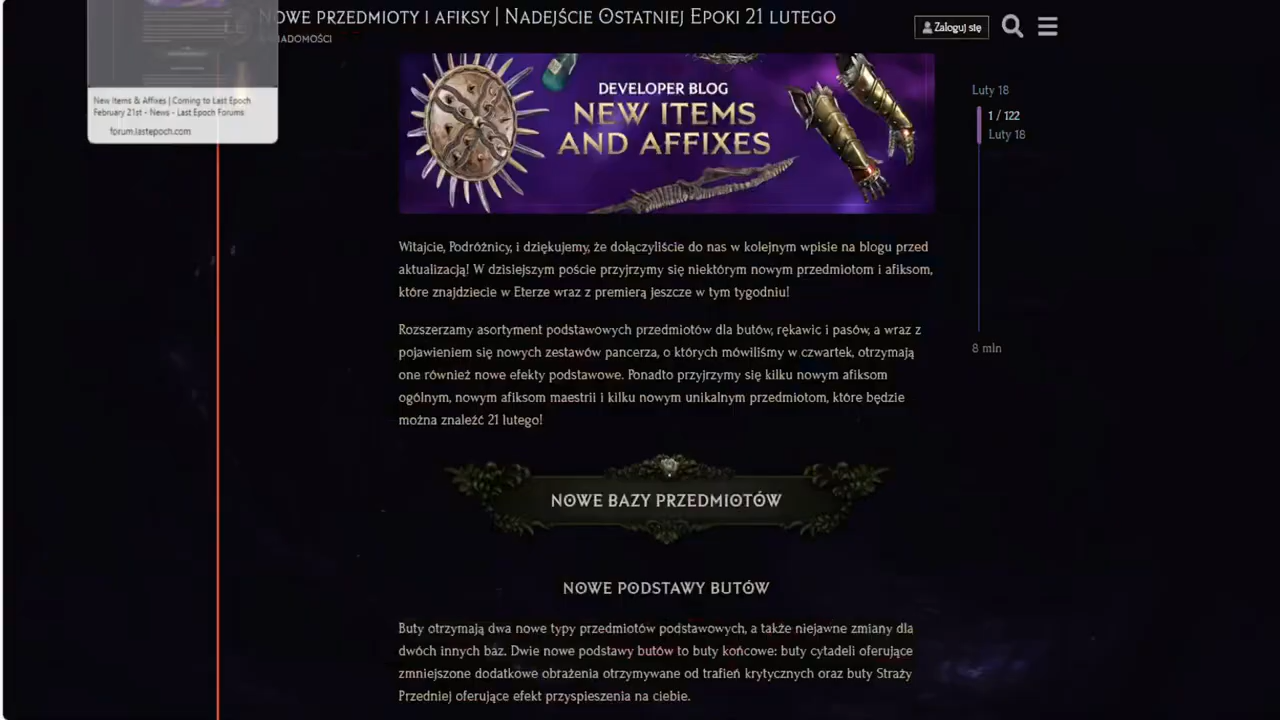 Nowe przedmioty i afiksy | Nadejście Ostatniej Epoki 21 lutego
Zaloguj się
New Items & Affixes | Coming to Last Epoch
February 21st - News - Last Epoch Forums
forum.lastepoch.com
DEVELOPER BLOG
NEW ITEMS
AND AFFIXES
Luty 18
1 / 122
Luty 18
8 mln
Witajcie, Podróżnicy, i dziękujemy, że dołączyliście do nas w kolejnym wpisie na blogu przed
aktualizacją! W dzisiejszym poście przyjrzymy się niektórym nowym przedmiotom i afiksom,
które znajdziecie w Eterze wraz z premierą jeszcze w tym tygodniu!
Rozszerzamy asortyment podstawowych przedmiotów dla butów, rękawic i pasów, a wraz z
pojawieniem się nowych zestawów pancerza, o których mówiliśmy w czwartek, otrzymają
one również nowe efekty podstawowe. Ponadto przyjrzymy się kilku nowym afiksom
ogólnym, nowym afiksom maestrii i kilku nowym unikalnym przedmiotom, które będzie
można znaleźć 21 lutego!
NOWE BAZY PRZEDMIOTÓW
NOWE PODSTAWY BUTÓW
Buty otrzymają dwa nowe typy przedmiotów podstawowych, a także niejawne zmiany dla
dwóch innych baz. Dwie nowe podstawy butów to buty końcowe: buty cytadeli oferujące
zmniejszone dodatkowe obrażenia otrzymywane od trafień krytycznych oraz buty Straży
Przedniej oferujące efekt przyspieszenia na ciebie.